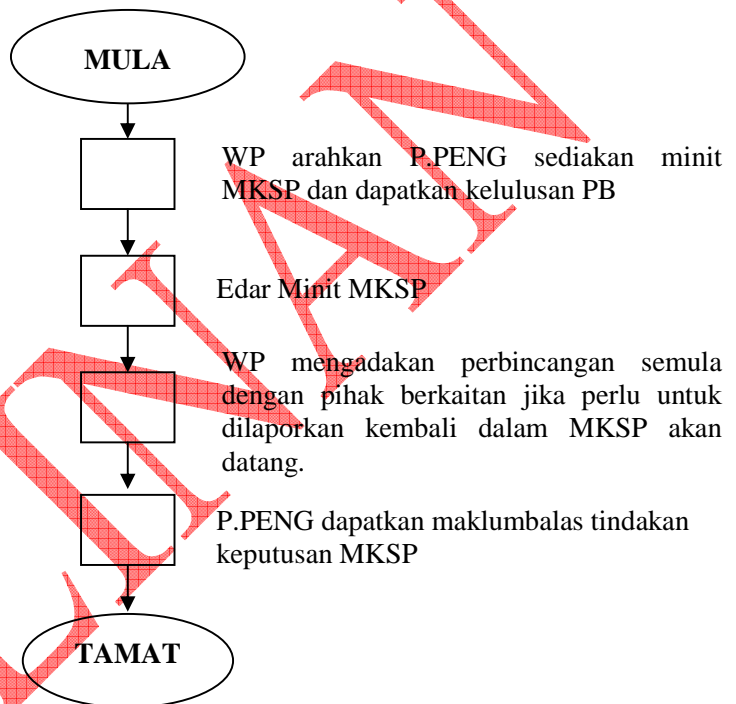 MULA
WP arahkan P.PENG sediakan minit
MKSP dan dapatkan kelulusan PB
Edar Minit MKSP
WP mengadakan perbincangan semula
dengan pihak berkaitan jika perlu untuk
dilaporkan kembali dalam MKSP akan
datang.
P.PENG dapatkan maklumbalas tindakan
keputusan MKSP
TAMAT